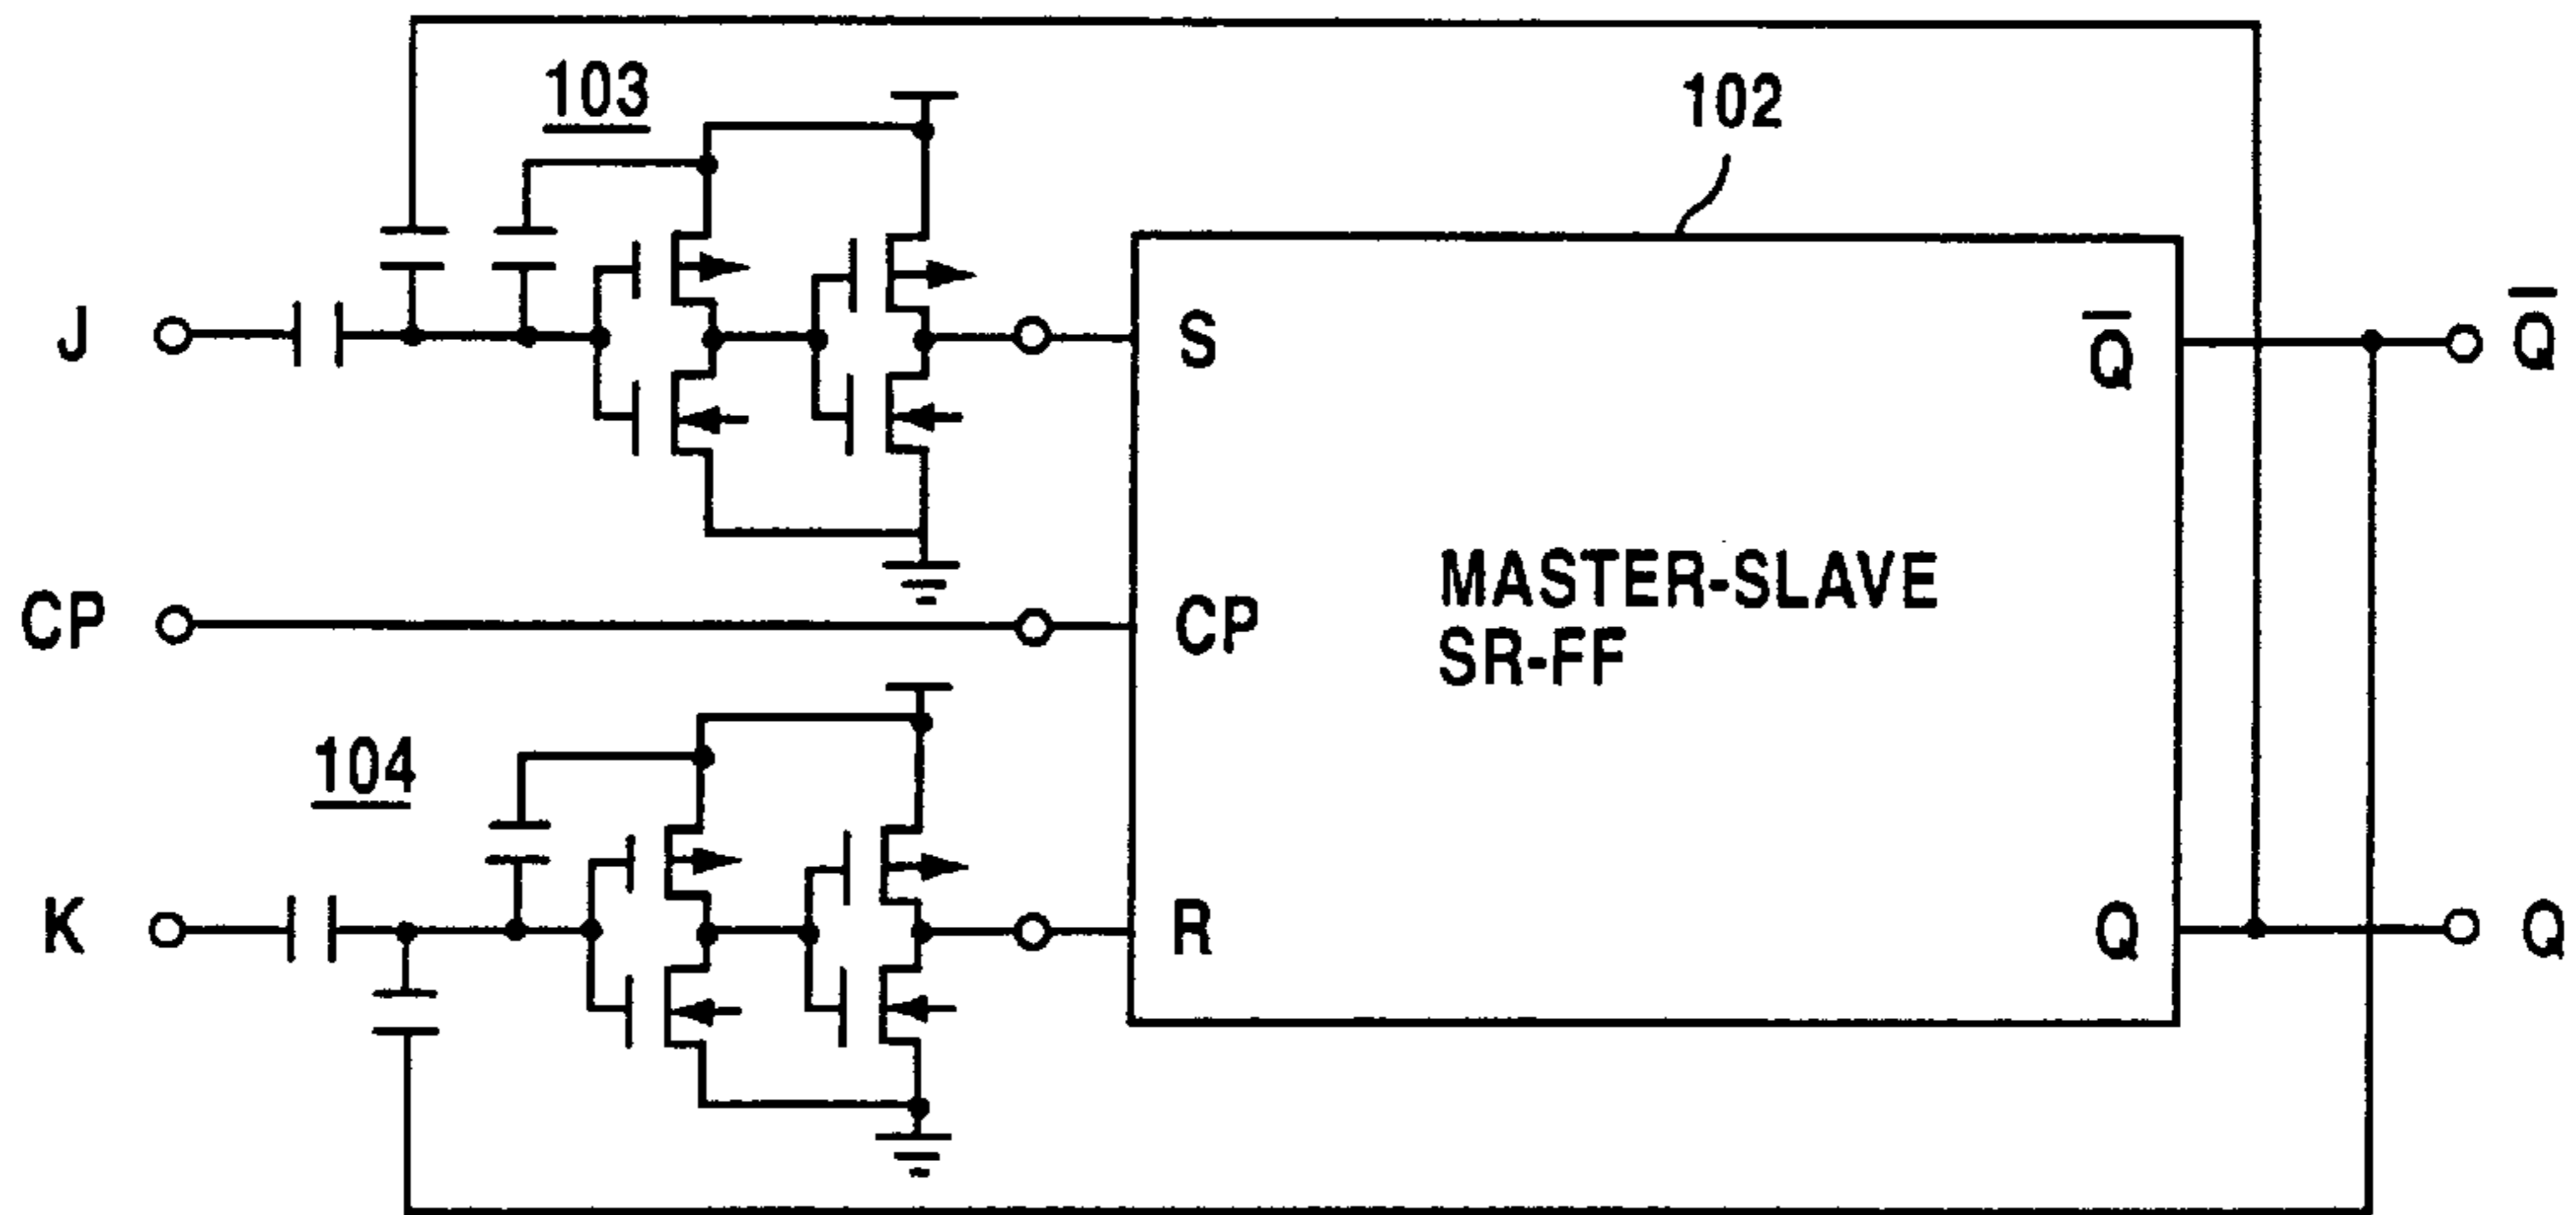 103
102
J
S
Q̅
Q̅
MASTER-SLAVE
SR-FF
CP
CP
104
K
R
Q
Q